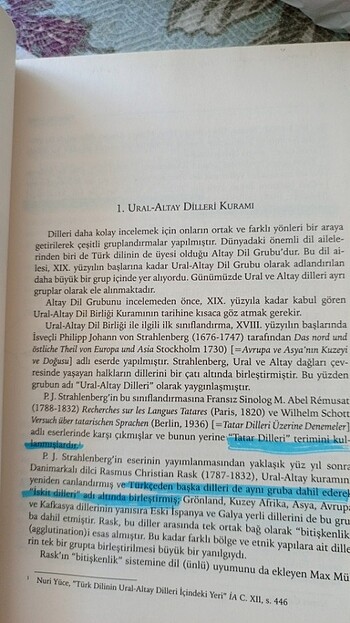 1. URAL-ALTAY DİLLERİ KURAMI
Dilleri daha kolay incelemek için onların ortak ve farklı yönleri bir araya
getirilerek çeşitli gruplandırmalar yapılmıştır. Dünyadaki önemli dil ailele-
rinden biri de Türk dilinin de üyesi olduğu Altay Dil Grubu'dur. Bu dil ai-
lesi, XIX. yüzyılın başlarına kadar Ural-Altay Dil Grubu olarak adlandırılan
daha büyük bir grup içinde yer alıyordu. Günümüzde Ural ve Altay dilleri ayrı
gruplar olarak ele alınmaktadır.
Altay Dil Grubunu incelemeden önce, XIX. yüzyıla kadar kabul gören
Ural-Altay Dil Birliği Kuramının tarihine kısaca göz atmak gerekir.
Ural-Altay Dil Birliği ile ilgili ilk sınıflandırma, XVIII. yüzyılın başlarında
İsveçli Philipp Johann von Strahlenberg (1676-1747) tarafından Das nord und
östliche Theil von Europa und Asia Stockholm 1730) [=Avrupa ve Asya'nın Kuzeyi
ve Doğusu] adlı eserde yapılmıştır. Strahlenberg, Ural ve Altay dağları çev-
resinde yaşayan halkların dillerini bir çatı altında birleştirmiştir. Bu yüzden
grubun adı "Ural-Altay Dilleri" olarak yaygınlaşmıştır.
P.J. Strahlenberg'in bu sınıflandırmasına Fransız Sinolog M. Abel Rémusat
(1788-1832) Recherches sur les Langues Tatares (Paris, 1820) ve Wilhelm Schott
Versuch über tatarischen Sprachen (Berlin, 1936) [=Tatar Dilleri Üzerine Denemeler]
adlı eserlerinde karşı çıkmışlar ve bunun yerine "Tatar Dilleri" terimini kul-
lanmışlardır.
P. J. Strahlenberg'in eserinin yayımlanmasından yaklaşık yüz yıl sonra
Danimarkalı dilci Rasmus Christian Rask (1787-1832), Ural-Altay kuramını
yeniden canlandırmış ve Türkçeden başka dilleri de aynı gruba dahil ederek
"İskit dilleri" adı altında birleştirmiş; Grönland, Kuzey Afrika, Asya, Avrupa
ve Kafkasya dillerinin yanısıra Eski İspanya ve Galya yerli dillerini de bu gru-
ba dahil etmiştir. Rask, bu diller arasında tek ortak bağ olarak "bitişkenlik"
(agglutination)i esas almıştır. Bu kadar farklı bölge ve etnik yapılara ait dille-
rin tek bir grupta birleştirilmesi büyük bir yanılgıydı.
Rask'ın "bitişkenlik" sistemine dil (ünlü) uyumunu da ekleyen Max Mü
1 Nuri Yüce, "Türk Dilinin Ural-Altay Dilleri İçindeki Yeri" İA C. XII, s. 446